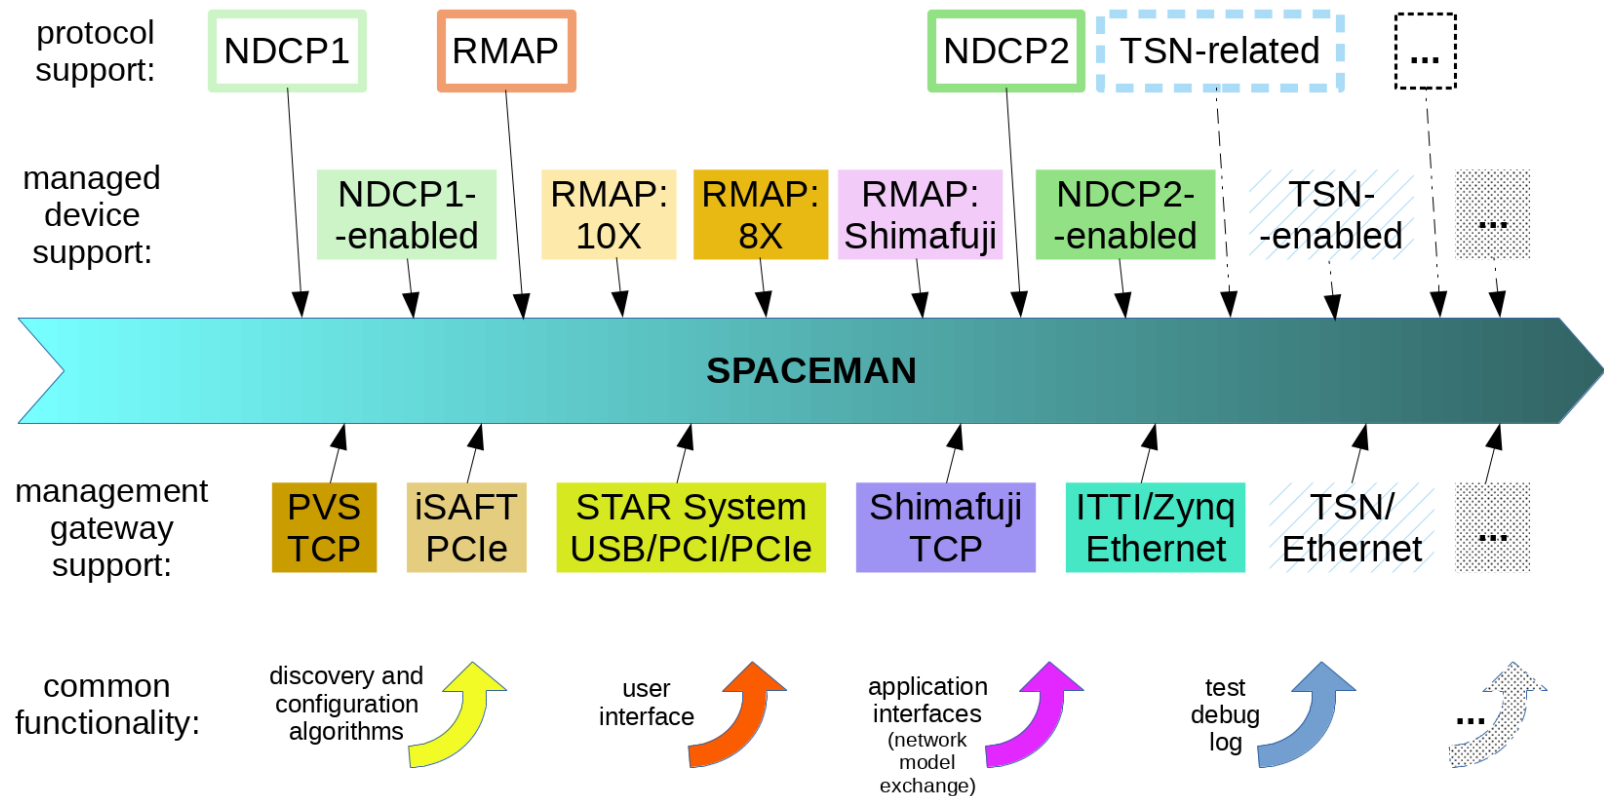 protocol
support:
NDCP1
RMAP
NDCP2
TSN-related
...
managed
device
support:
NDCP1-
-enabled
RMAP:
10X
RMAP:
8X
RMAP:
Shimafuji
NDCP2-
-enabled
TSN-
-enabled
...
SPACEMAN
management
gateway
support:
PVS
TCP
iSAFT
PCIe
STAR System
USB/PCI/PCIe
Shimafuji
TCP
ITTI/Zynq
Ethernet
TSN/
Ethernet
...
common
functionality:
discovery and
configuration
algorithms
user
interface
application
interfaces
(network
model
exchange)
test
debug
log
...